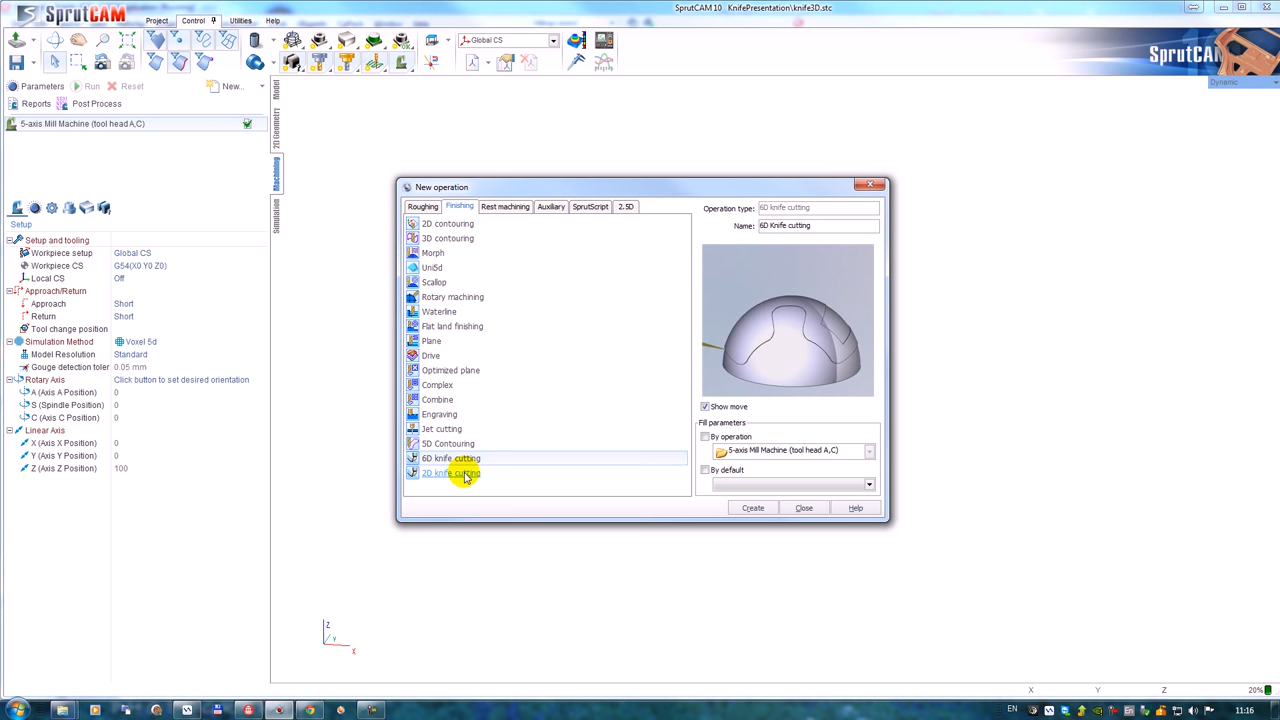 SprutCAM
Project
Control
Utilities
Help
SprutCAM 10 KnifePresentation\knife3D.stc
Global CS
SprutCAM
Dynamic
Parameters
Run
Reset
New...
Reports
Post Process
5-axis Mill Machine (tool head A,C)
Model
2D Geometry
Machining
Simulation
Setup
Setup and tooling
Workpiece setup Global CS
Workpiece CS G54(X0 Y0 Z0)
Local CS Off
Approach/Return
Approach Short
Return Short
Tool change position
Simulation Method Voxel 5d
Model Resolution Standard
Gouge detection toler 0.05 mm
Rotary Axis Click button to set desired orientation
A (Axis A Position) 0
S (Spindle Position) 0
C (Axis C Position) 0
Linear Axis
X (Axis X Position) 0
Y (Axis Y Position) 0
Z (Axis Z Position) 100
New operation
Roughing Finishing Rest machining Auxiliary SprutScript 2.5D
2D contouring
3D contouring
Morph
Uni5d
Scallop
Rotary machining
Waterline
Flat land finishing
Plane
Drive
Optimized plane
Complex
Combine
Engraving
Jet cutting
5D Contouring
6D knife cutting
2D knife cutting
Operation type: 6D knife cutting
Name: 6D Knife cutting
Show move
Fill parameters
By operation
5-axis Mill Machine (tool head A,C)
By default
Create
Close
Help
Z
Y
X
X Y Z 20%
EN
11:16